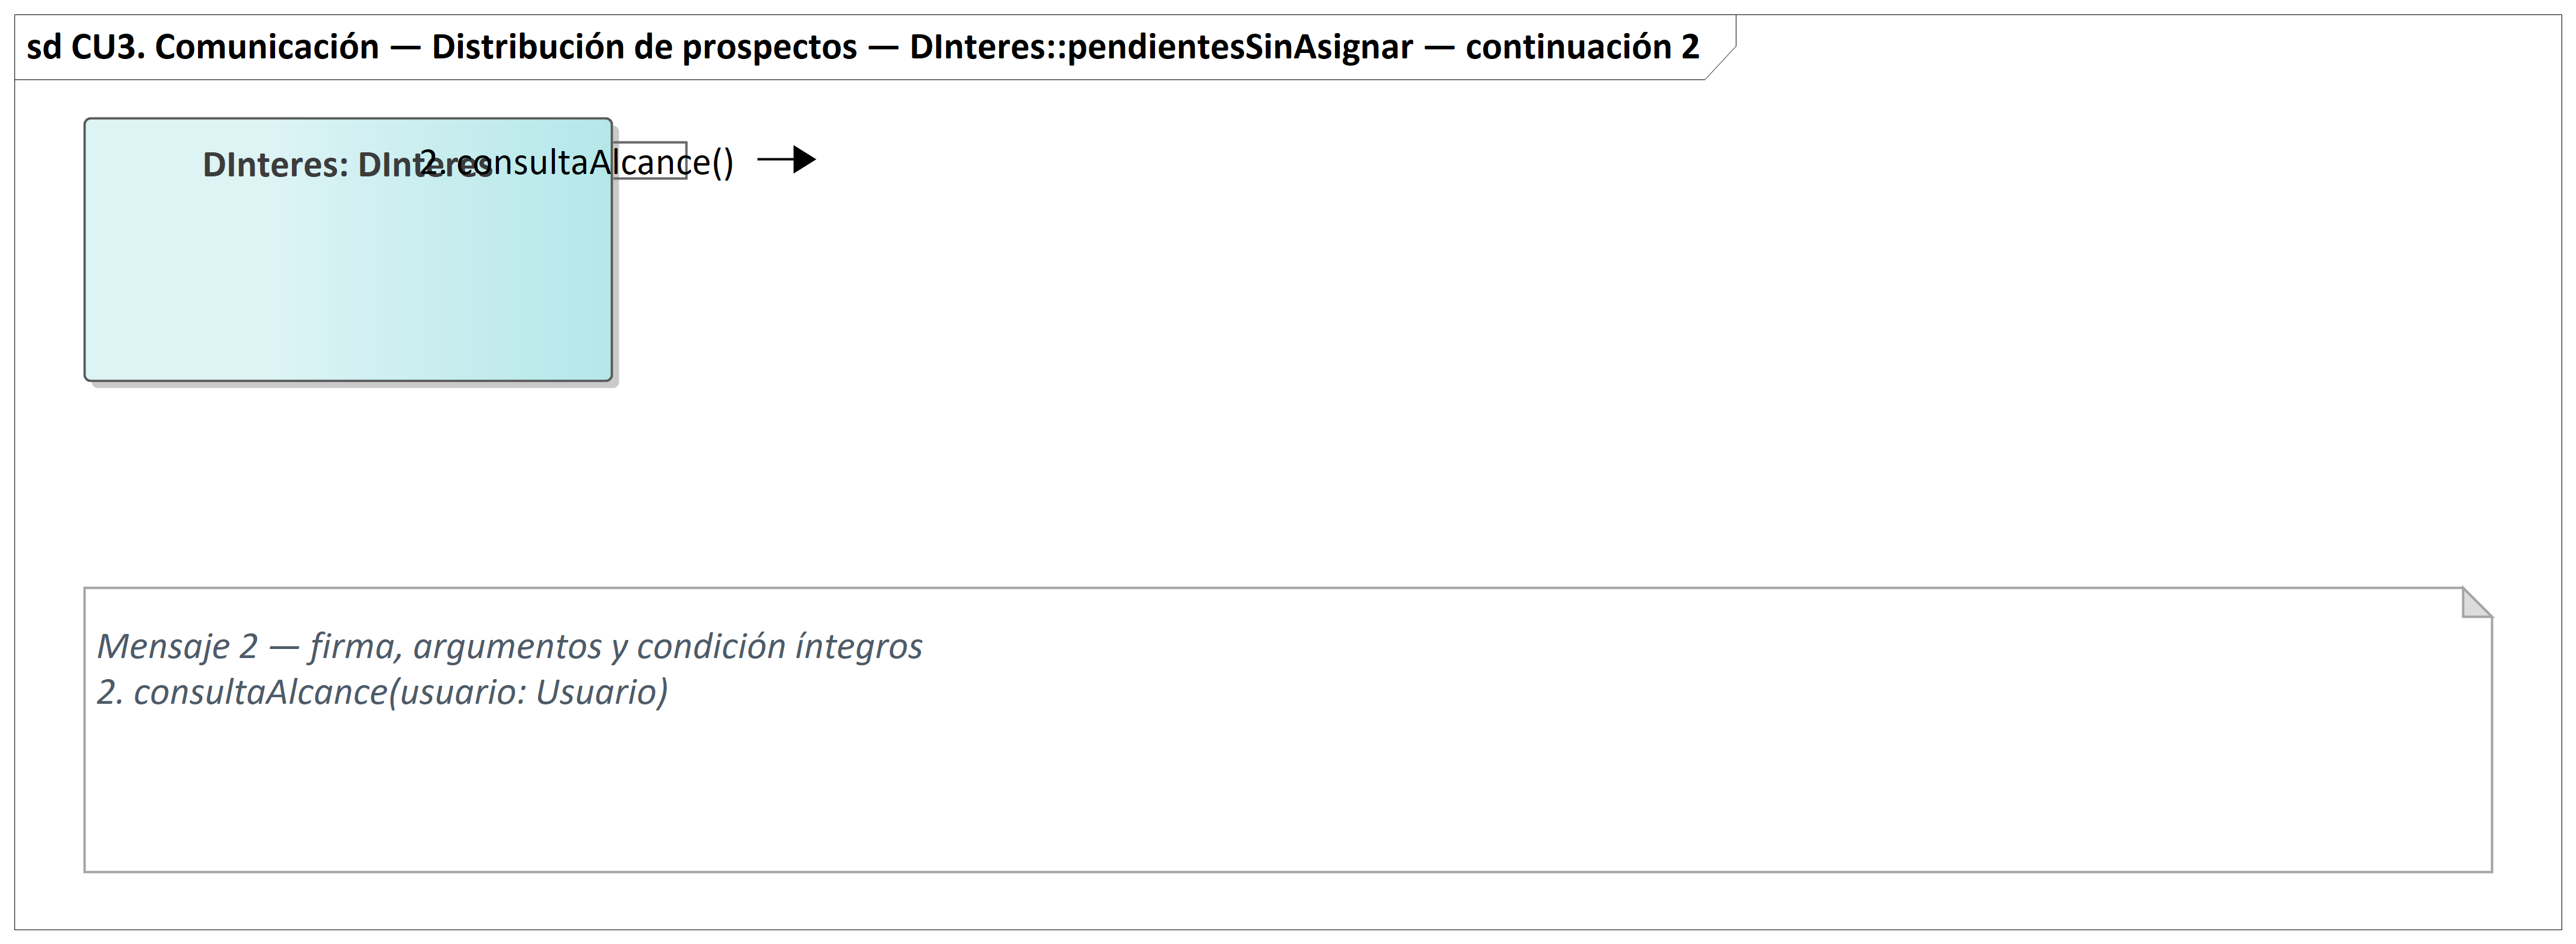 sd CU3. Comunicación — Distribución de prospectos — DInteres::pendientesSinAsignar — continuación 2
DInteres: DInteres
2. consultaAlcance()
Mensaje 2 — firma, argumentos y condición íntegros
2. consultaAlcance(usuario: Usuario)